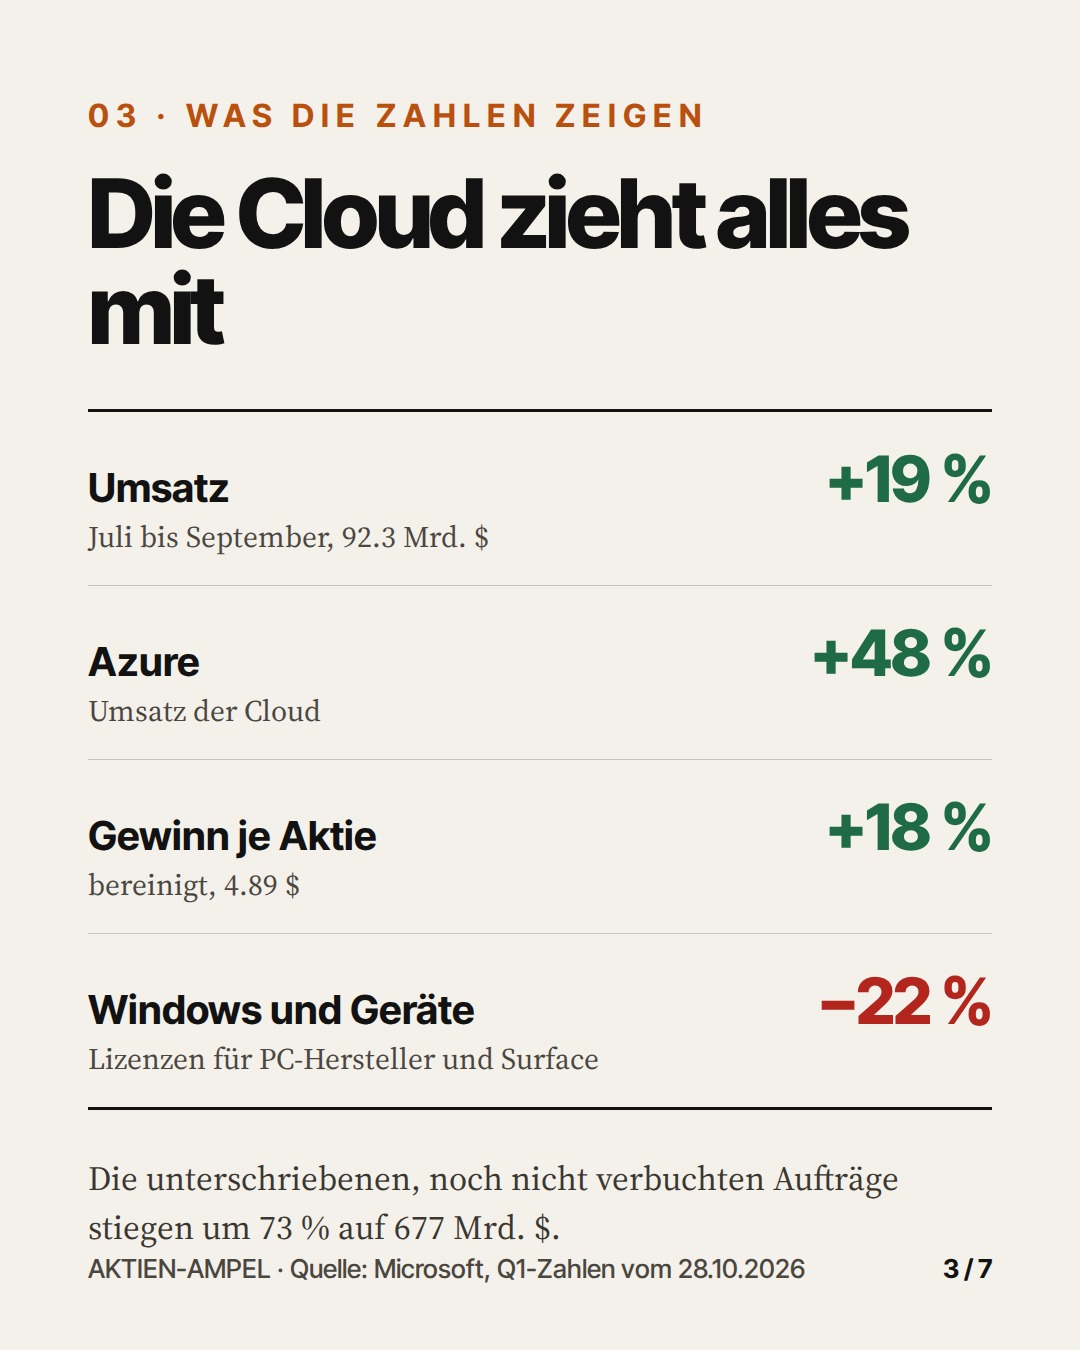 03 · WAS DIE ZAHLEN ZEIGEN
Die Cloud zieht alles
mit
Umsatz
+19 %
Juli bis September, 92.3 Mrd. $
Azure
+48 %
Umsatz der Cloud
Gewinn je Aktie
+18 %
bereinigt, 4.89 $
Windows und Geräte
−22 %
Lizenzen für PC-Hersteller und Surface
Die unterschriebenen, noch nicht verbuchten Aufträge
stiegen um 73 % auf 677 Mrd. $.
AKTIEN-AMPEL · Quelle: Microsoft, Q1-Zahlen vom 28.10.2026
3 / 7